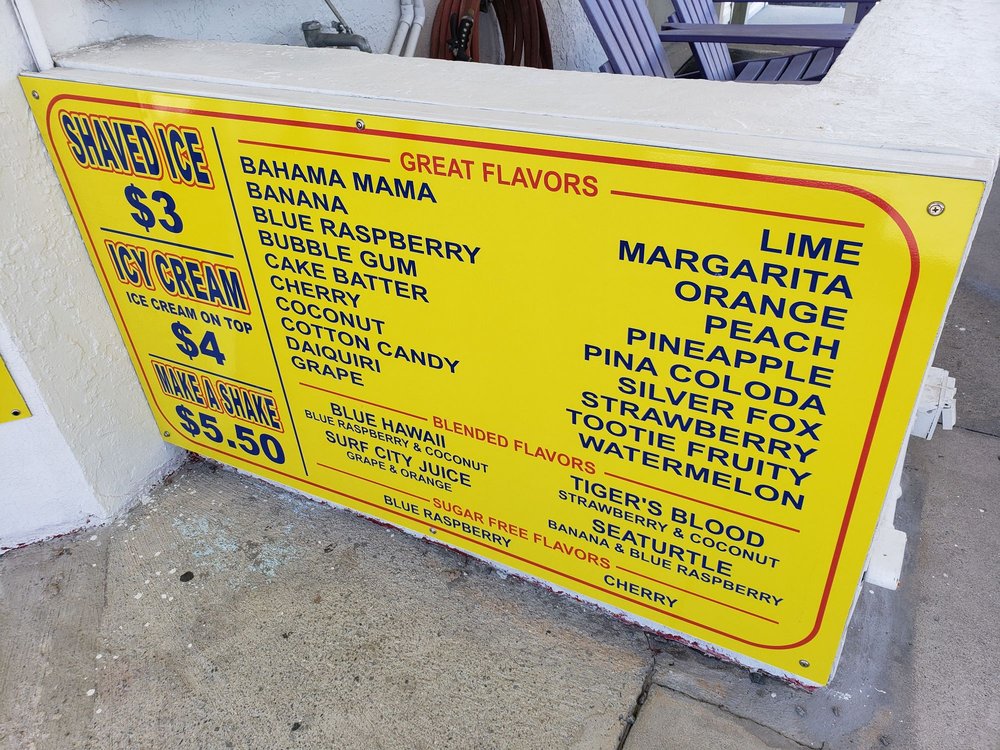 SHAVED ICE
$3
ICY CREAM
ICE CREAM ON TOP
$4
MAKE A SHAKE
$5.50
GREAT FLAVORS
BAHAMA MAMA
BANANA
BLUE RASPBERRY
BUBBLE GUM
CAKE BATTER
CHERRY
COCONUT
COTTON CANDY
DAIQUIRI
GRAPE
LIME
MARGARITA
ORANGE
PEACH
PINEAPPLE
PINA COLODA
SILVER FOX
STRAWBERRY
TOOTIE FRUITY
WATERMELON
BLENDED FLAVORS
BLUE HAWAII
BLUE RASPBERRY & COCONUT
SURF CITY JUICE
GRAPE & ORANGE
TIGER'S BLOOD
STRAWBERRY & COCONUT
SEATURTLE
BANANA & BLUE RASPBERRY
SUGAR FREE FLAVORS
BLUE RASPBERRY
CHERRY